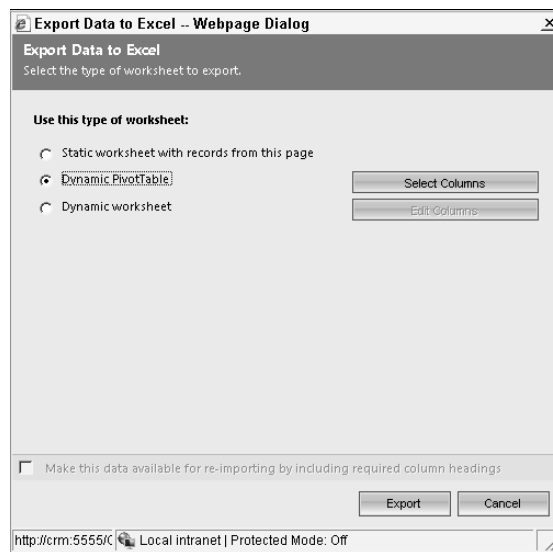 Export Data to Excel -- Webpage Dialog
Export Data to Excel
Select the type of worksheet to export.
Use this type of worksheet:
Static worksheet with records from this page
Dynamic PivotTable
Select Columns
Dynamic worksheet
Edit Columns
Make this data available for re-importing by including required column headings
Export
Cancel
http://crm:5555/C
Local intranet | Protected Mode: Off